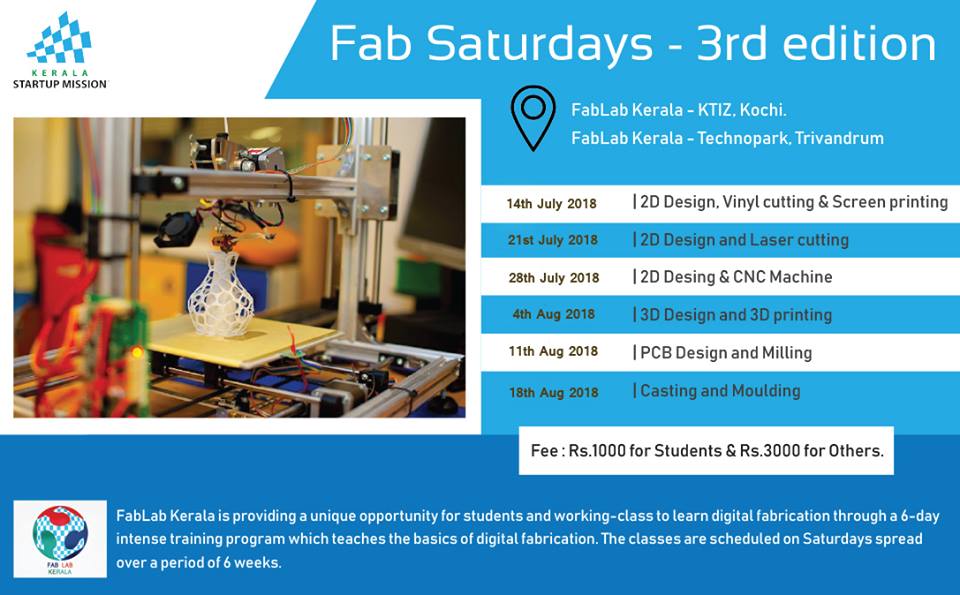 KERALA
STARTUP MISSION
Fab Saturdays - 3rd edition
FabLab Kerala - KTIZ, Kochi.
FabLab Kerala - Technopark, Trivandrum
14th July 2018 | 2D Design, Vinyl cutting & Screen printing
21st July 2018 | 2D Design and Laser cutting
28th July 2018 | 2D Desing & CNC Machine
4th Aug 2018 | 3D Design and 3D printing
11th Aug 2018 | PCB Design and Milling
18th Aug 2018 | Casting and Moulding
Fee : Rs.1000 for Students & Rs.3000 for Others.
FAB LAB
KERALA
FabLab Kerala is providing a unique opportunity for students and working-class to learn digital fabrication through a 6-day
intense training program which teaches the basics of digital fabrication. The classes are scheduled on Saturdays spread
over a period of 6 weeks.